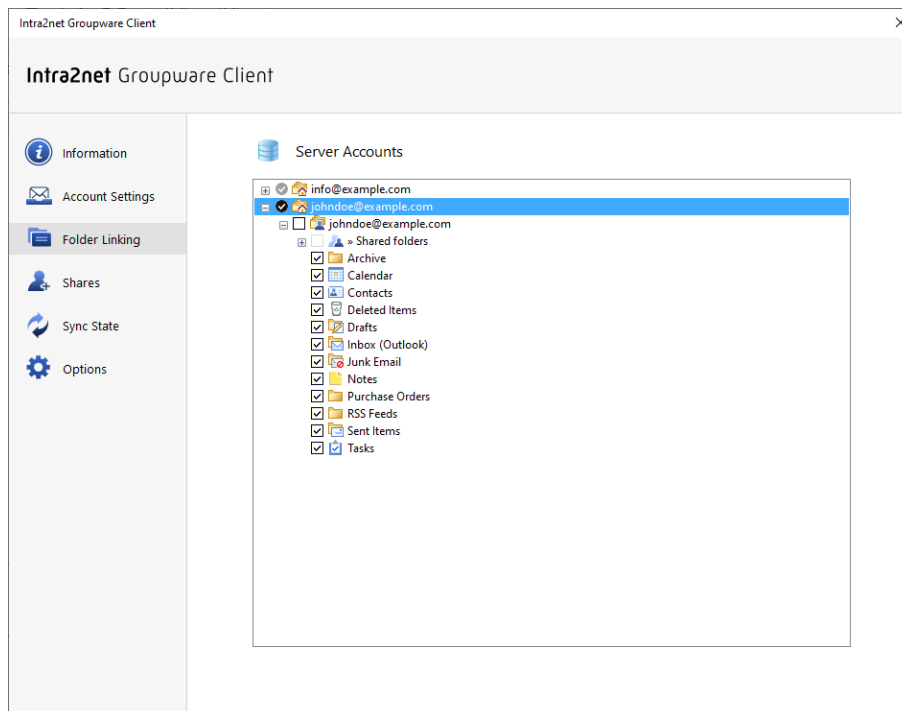 Intra2net Groupware Client
Intra2net Groupware Client
Information
Account Settings
Folder Linking
Shares
Sync State
Options
Server Accounts
info@example.com
johndoe@example.com
johndoe@example.com
» Shared folders
Archive
Calendar
Contacts
Deleted Items
Drafts
Inbox (Outlook)
Junk Email
Notes
Purchase Orders
RSS Feeds
Sent Items
Tasks